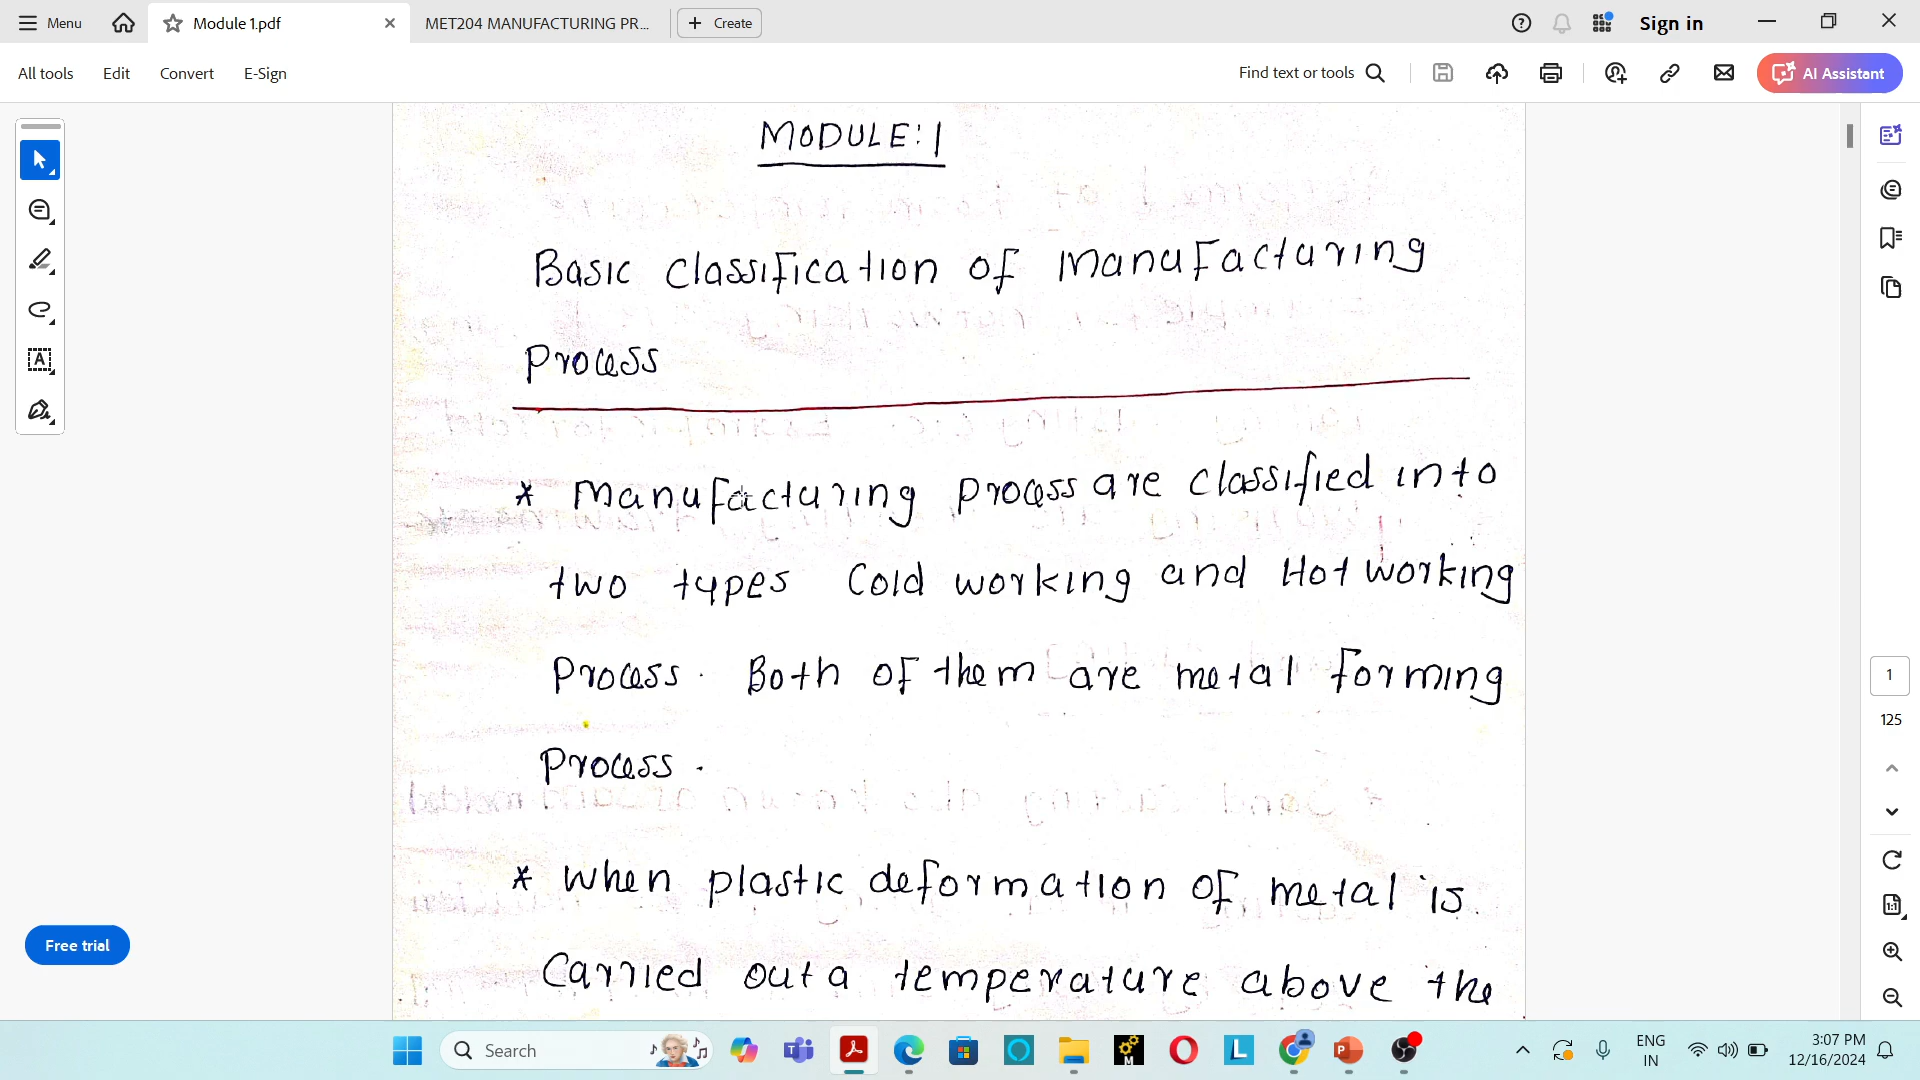 Menu
Module 1.pdf
MET204 MANUFACTURING PR...
Create
Sign in
All tools
Edit
Convert
E-Sign
Find text or tools
AI Assistant
MODULE:1
Basic classification of manufacturing
Process
* manufacturing process are classified into
two types Cold working and Hot working
Process. Both of them are metal forming
Process.
* when plastic deformation of metal is
Carried out a temperature above the
1
125
Free trial
Search
ENG
IN
3:07 PM
12/16/2024